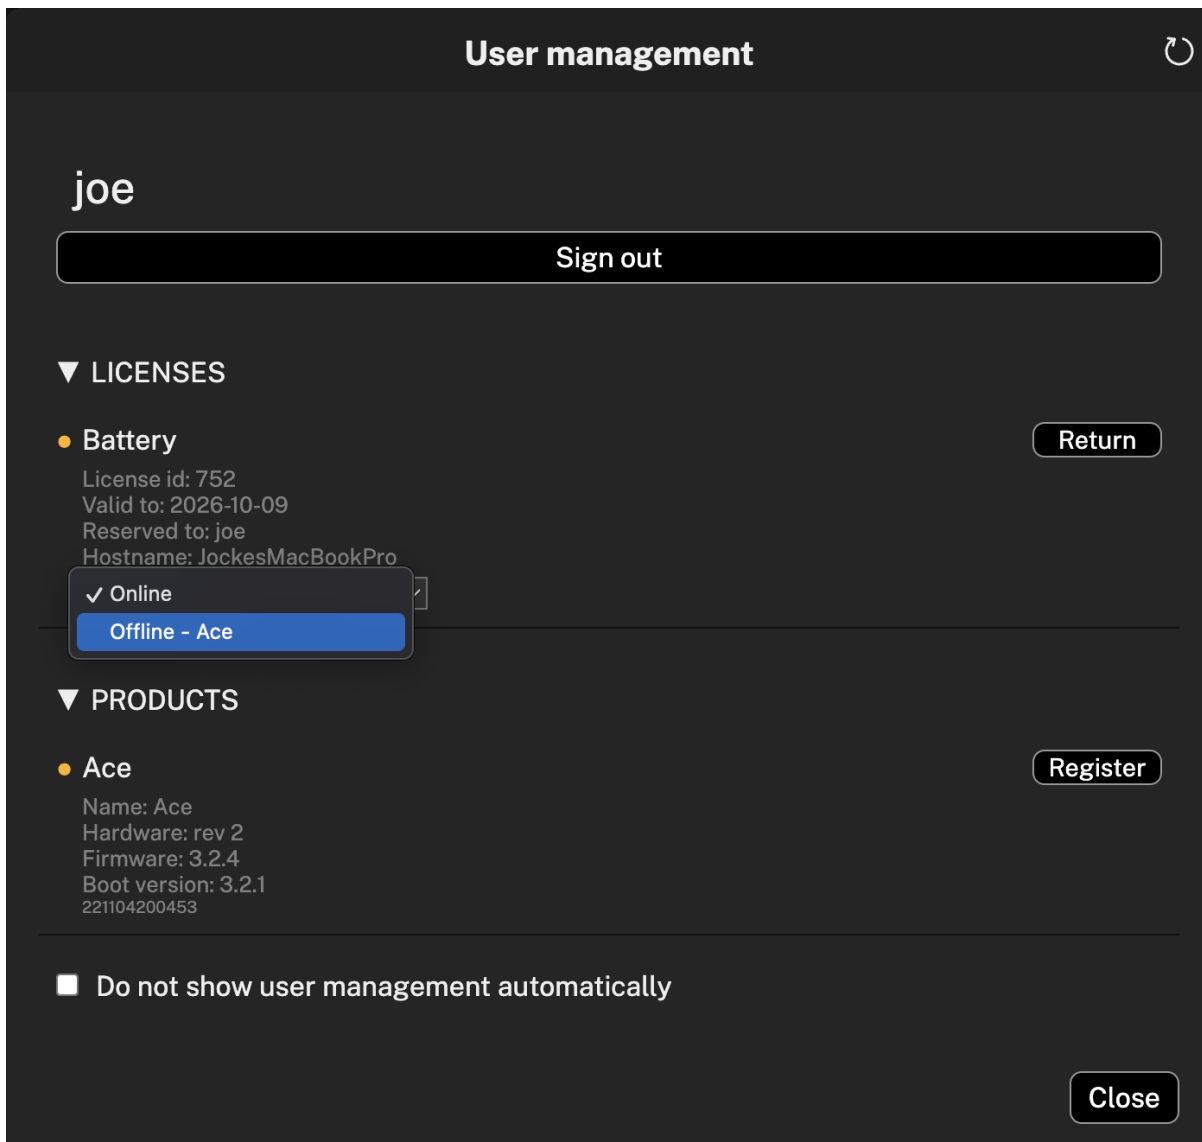 User management
joe
Sign out
▼ LICENSES
Battery
Return
License id: 752
Valid to: 2026-10-09
Reserved to: joe
Hostname: JockesMacBookPro
✓ Online
Offline - Ace
▼ PRODUCTS
Ace
Register
Name: Ace
Hardware: rev 2
Firmware: 3.2.4
Boot version: 3.2.1
221104200453
Do not show user management automatically
Close